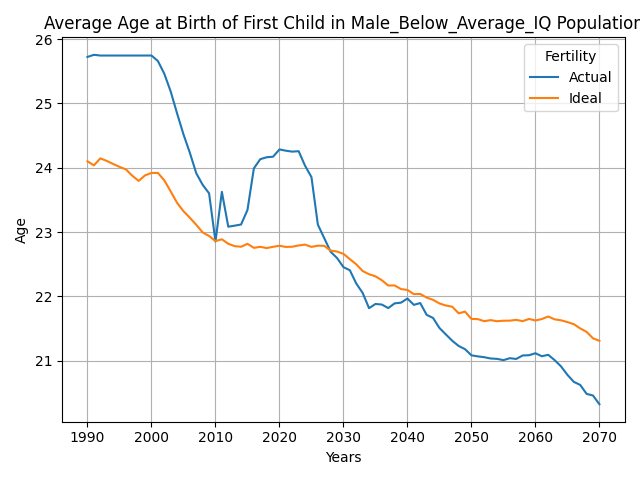 Average Age at Birth of First Child in Male_Below_Average_IQ Population
Fertility
Actual
Ideal
26
25
24
23
22
21
Age
1990
2000
2010
2020
2030
2040
2050
2060
2070
Years